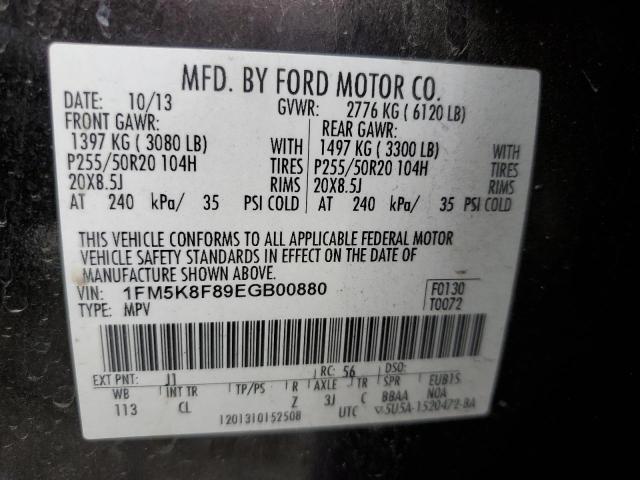 MFD. BY FORD MOTOR CO.
DATE: 10/13 GVWR: 2776 KG ( 6120 LB)
FRONT GAWR: REAR GAWR:
1397 KG ( 3080 LB) WITH 1497 KG ( 3300 LB) WITH
P255/50R20 104H TIRES P255/50R20 104H TIRES
20X8.5J RIMS 20X8.5J RIMS
AT 240 kPa/ 35 PSI COLD AT 240 kPa/ 35 PSI COLD
THIS VEHICLE CONFORMS TO ALL APPLICABLE FEDERAL MOTOR
VEHICLE SAFETY STANDARDS IN EFFECT ON THE DATE OF
MANUFACTURE SHOWN ABOVE.
VIN: 1FM5K8F89EGB00880 F0130
TYPE: MPV T0072
EXT PNT: J1 RC: 56 DSO:
WB INT TR TP/PS R AXLE TR SPR EUB1S
113 CL Z 3J C BBAA NOA
1201310152508 UTC 5U5A-1520472-BA